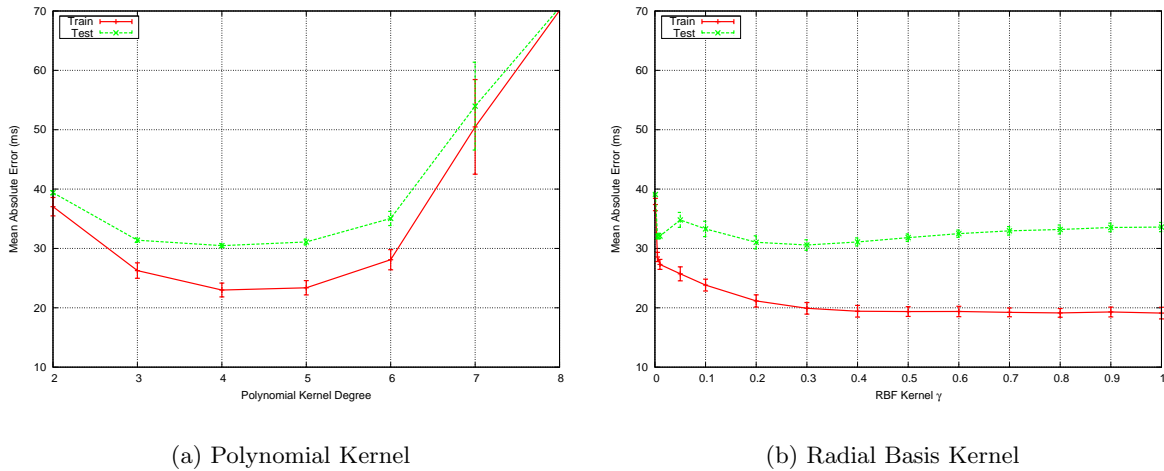 70
60
50
40
30
20
10
Mean Absolute Error (ms)
Train
Test
2 3 4 5 6 7 8
Polynomial Kernel Degree
(a) Polynomial Kernel
70
60
50
40
30
20
10
Mean Absolute Error (ms)
Train
Test
0 0.1 0.2 0.3 0.4 0.5 0.6 0.7 0.8 0.9 1
RBF Kernel γ
(b) Radial Basis Kernel